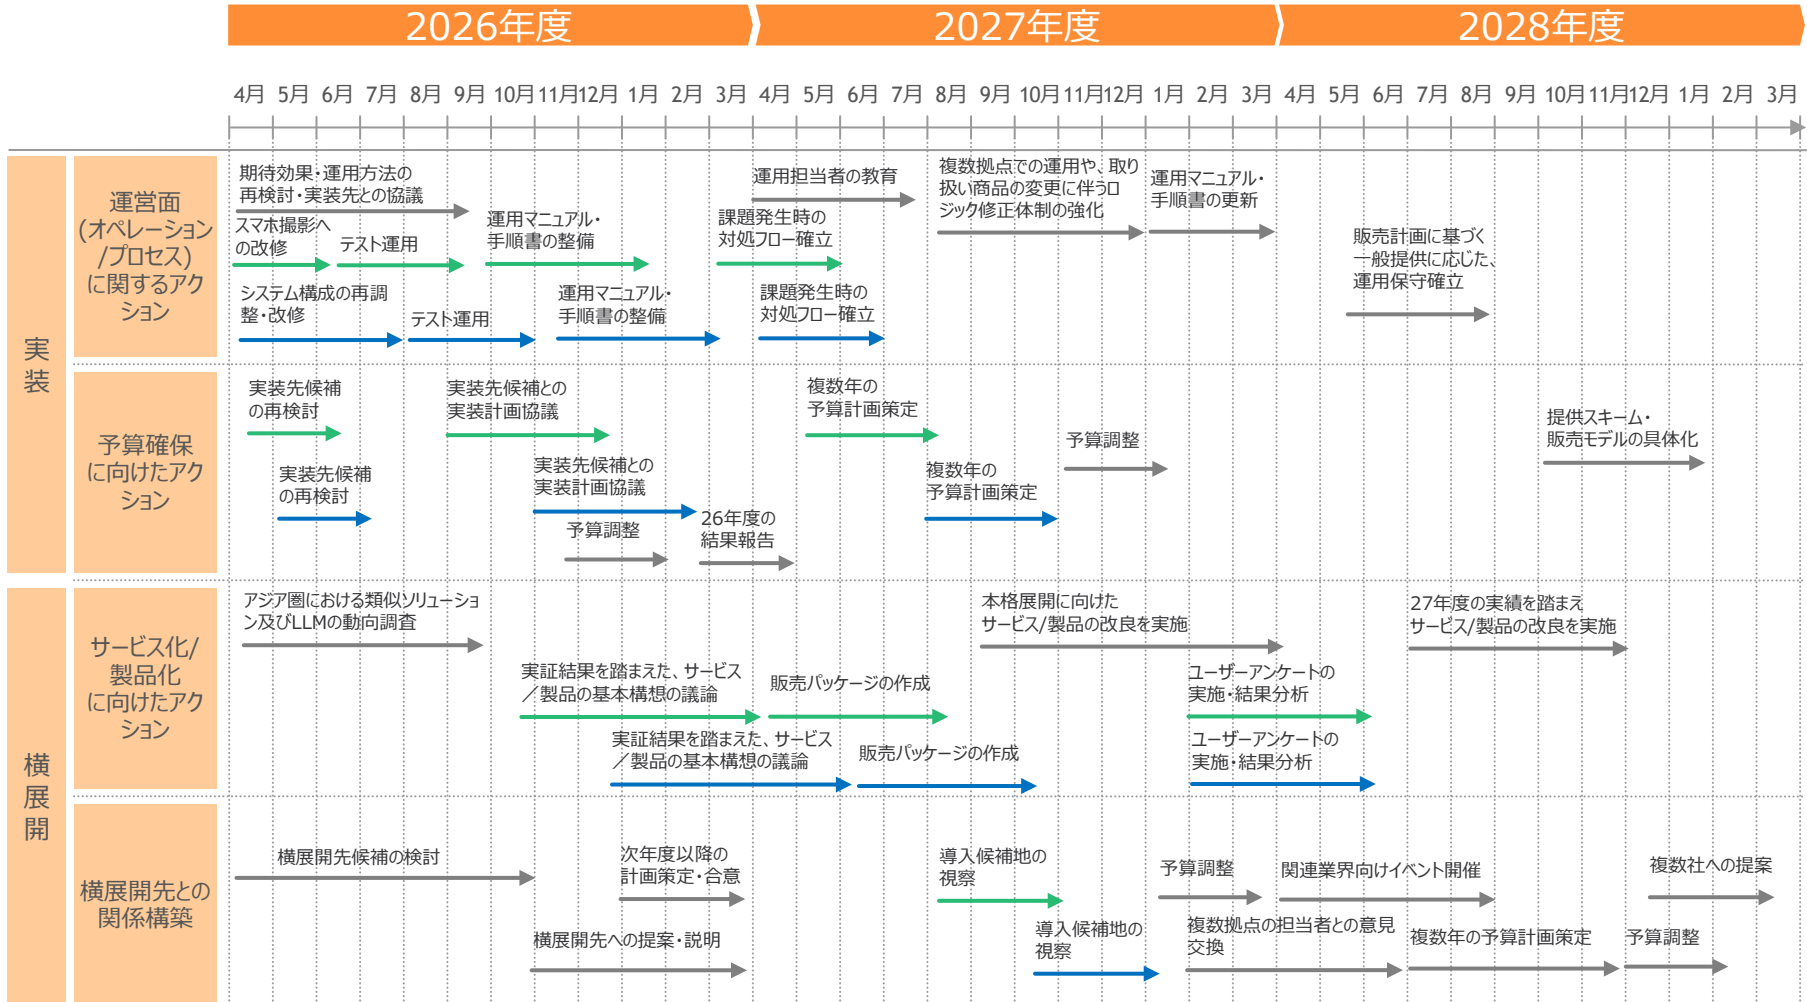 2026年度
2027年度
2028年度
4月 5月 6月 7月 8月 9月 10月 11月 12月 1月 2月 3月 4月 5月 6月 7月 8月 9月 10月 11月 12月 1月 2月 3月 4月 5月 6月 7月 8月 9月 10月 11月 12月 1月 2月 3月
実装
運営面
(オペレーション
/プロセス)
に関するアク
ション
期待効果・運用方法の
再検討・実装先との協議
スマホ撮影へ
の改修
テスト運用
運用マニュアル・
手順書の整備
運用担当者の教育
課題発生時の
対処フロー確立
複数拠点での運用や、取り
扱い商品の変更に伴うロ
ジック修正体制の強化
運用マニュアル・
手順書の更新
販売計画に基づく
一般提供に応じた、
運用保守確立
システム構成の再調
整・改修
テスト運用
運用マニュアル・
手順書の整備
課題発生時の
対処フロー確立
予算確保
に向けたアク
ション
実装先候補
の再検討
実装先候補との
実装計画協議
複数年の
予算計画策定
予算調整
提供スキーム・
販売モデルの具体化
実装先候補
の再検討
実装先候補との
実装計画協議
複数年の
予算計画策定
予算調整
26年度の
結果報告
横展開
サービス化/
製品化
に向けたアク
ション
アジア圏における類似ソリューショ
ン及びLLMの動向調査
本格展開に向けた
サービス/製品の改良を実施
27年度の実績を踏まえ
サービス/製品の改良を実施
実証結果を踏まえた、サービス
／製品の基本構想の議論
販売パッケージの作成
ユーザーアンケートの
実施・結果分析
実証結果を踏まえた、サービス
／製品の基本構想の議論
販売パッケージの作成
ユーザーアンケートの
実施・結果分析
横展開先との
関係構築
横展開先候補の検討
次年度以降の
計画策定・合意
導入候補地の
視察
予算調整
関連業界向けイベント開催
複数社への提案
横展開先への提案・説明
導入候補地の
視察
複数拠点の担当者との意見
交換
複数年の予算計画策定
予算調整